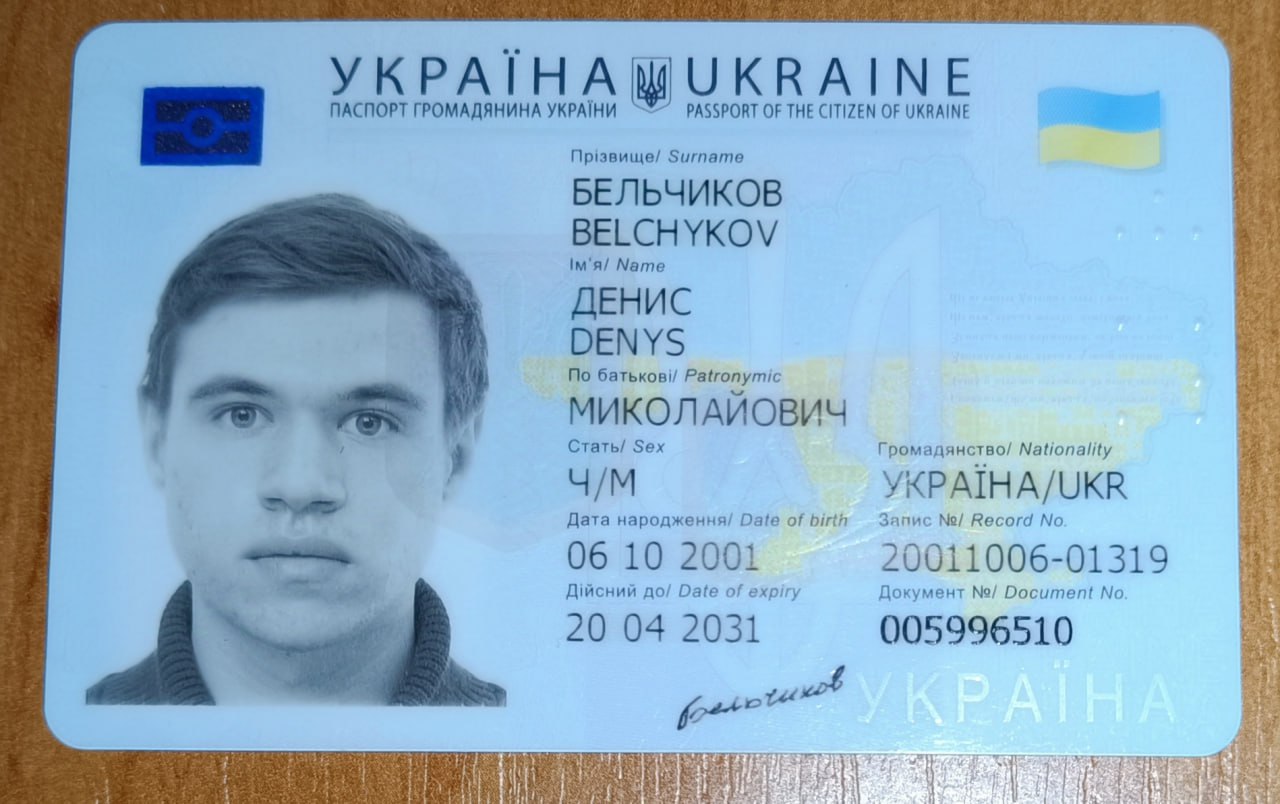 УКРАЇНА UKRAINE
ПАСПОРТ ГРОМАДЯНИНА УКРАЇНИ PASSPORT OF THE CITIZEN OF UKRAINE
Прізвище/ Surname
БЕЛЬЧИКОВ
BELCHYKOV
Ім'я/ Name
ДЕНИС
DENYS
По батькові/ Patronymic
МИКОЛАЙОВИЧ
Стать/ Sex
Ч/M
Громадянство/ Nationality
УКРАЇНА/UKR
Дата народження/ Date of birth
06 10 2001
Запис №/ Record No.
20011006-01319
Дійсний до/ Date of expiry
20 04 2031
Документ №/ Document No.
005996510
Бельчиков
УКРАЇНА